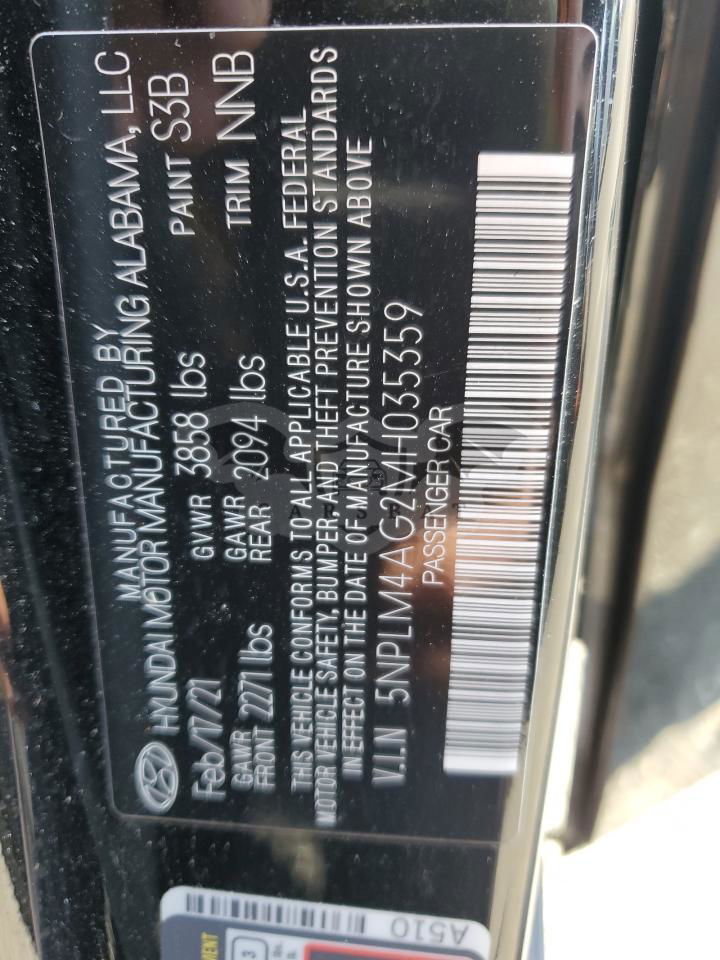 MANUFACTURED BY
HYUNDAI MOTOR MANUFACTURING ALABAMA, LLC
Feb/17/21 GVWR 3858 lbs PAINT S3B
GAWR FRONT 2271 lbs GAWR REAR 2094 lbs TRIM NNB
THIS VEHICLE CONFORMS TO ALL APPLICABLE U.S.A. FEDERAL
MOTOR VEHICLE SAFETY, BUMPER, AND THEFT PREVENTION STANDARDS
IN EFFECT ON THE DATE OF MANUFACTURE SHOWN ABOVE
V.I.N 5NPLM4AG2MH035359
PASSENGER CAR
A510
3